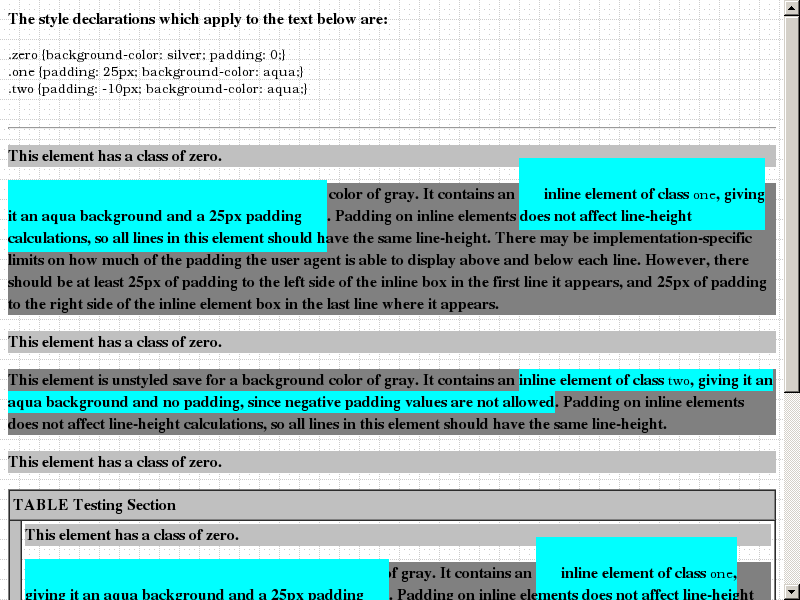 The style declarations which apply to the text below are:
.zero {background-color: silver; padding: 0;}
.one {padding: 25px; background-color: aqua;}
.two {padding: -10px; background-color: aqua;}
This element has a class of zero.
color of gray. It contains an inline element of class one, giving
it an aqua background and a 25px padding. Padding on inline elements does not affect line-height
calculations, so all lines in this element should have the same line-height. There may be implementation-specific
limits on how much of the padding the user agent is able to display above and below each line. However, there
should be at least 25px of padding to the left side of the inline box in the first line it appears, and 25px of padding
to the right side of the inline element box in the last line where it appears.
This element has a class of zero.
This element is unstyled save for a background color of gray. It contains an inline element of class two, giving it an
aqua background and no padding, since negative padding values are not allowed. Padding on inline elements
does not affect line-height calculations, so all lines in this element should have the same line-height.
This element has a class of zero.
TABLE Testing Section
This element has a class of zero.
of gray. It contains an inline element of class one,
giving it an aqua background and a 25px padding. Padding on inline elements does not affect line-height